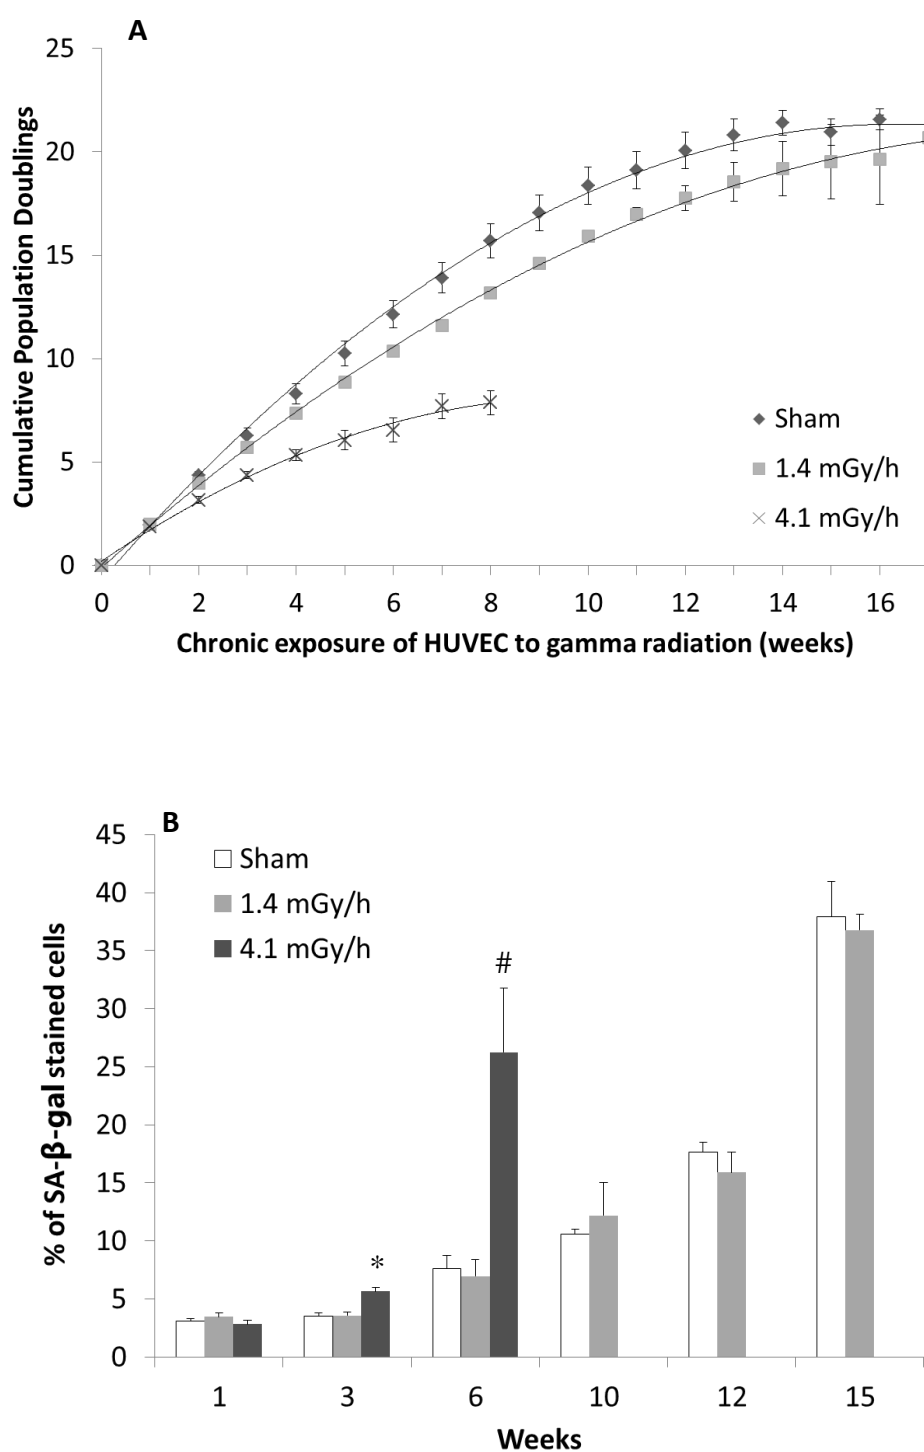 A
25
20
15
10
5
0
Cumulative Population Doublings
Sham
1.4 mGy/h
4.1 mGy/h
0 2 4 6 8 10 12 14 16
Chronic exposure of HUVEC to gamma radiation (weeks)
B
45
40
35
30
25
20
15
10
5
0
% of SA-β-gal stained cells
Sham
1.4 mGy/h
4.1 mGy/h
#
*
1 3 6 10 12 15
Weeks